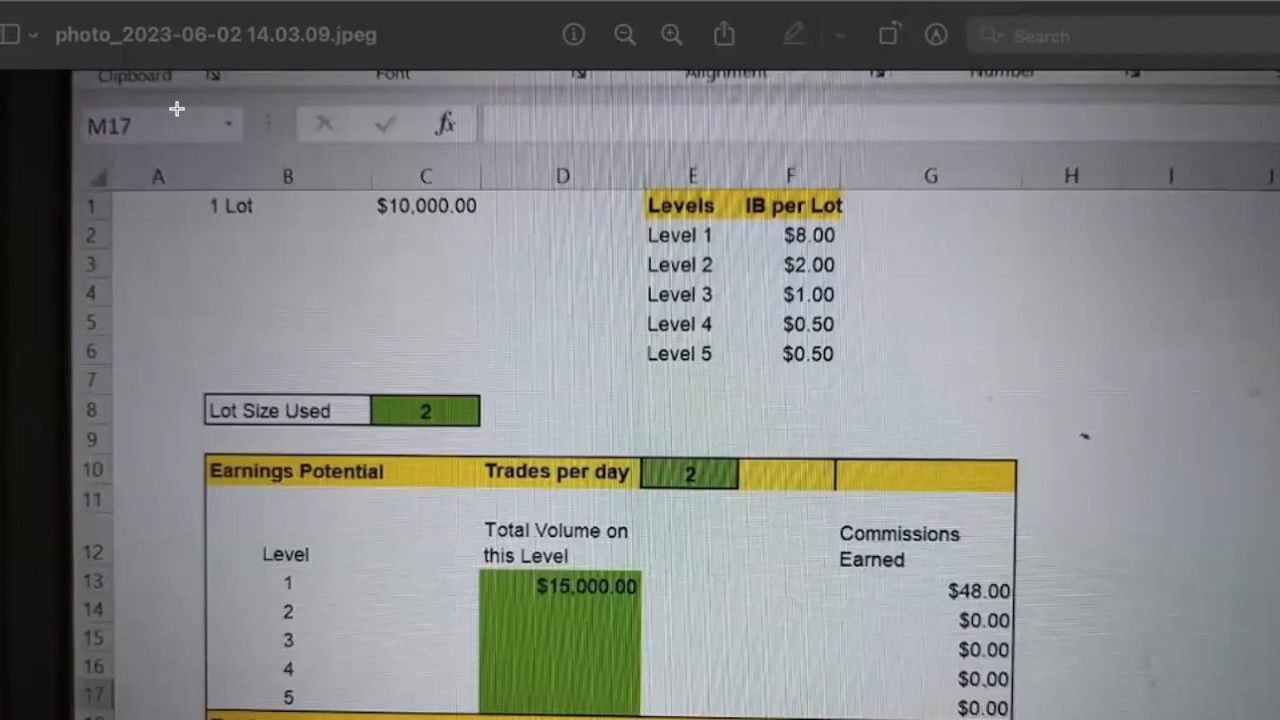 photo_2023-06-02 14.03.09.jpeg
Search
Clipboard Font Alignment Number
M17 fx
A B C D E F G H I J
1 1 Lot $10,000.00 Levels IB per Lot
2 Level 1 $8.00
3 Level 2 $2.00
4 Level 3 $1.00
5 Level 4 $0.50
6 Level 5 $0.50
7
8 Lot Size Used 2
9
10 Earnings Potential Trades per day 2
11
Total Volume on Commissions
12 Level this Level Earned
13 1 $15,000.00 $48.00
14 2 $0.00
15 3 $0.00
16 4 $0.00
17 5 $0.00